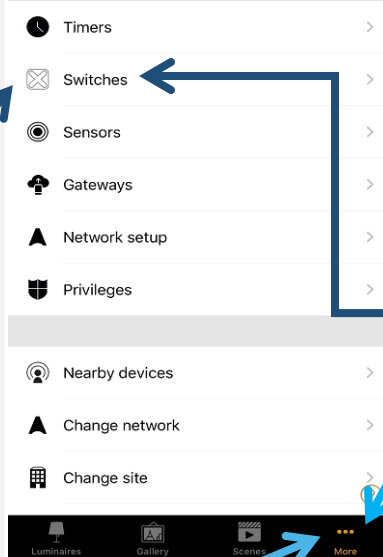 Timers
Switches
Sensors
Gateways
Network setup
Privileges
Nearby devices
Change network
Change site
Luminaires
Gallery
Scenes
More